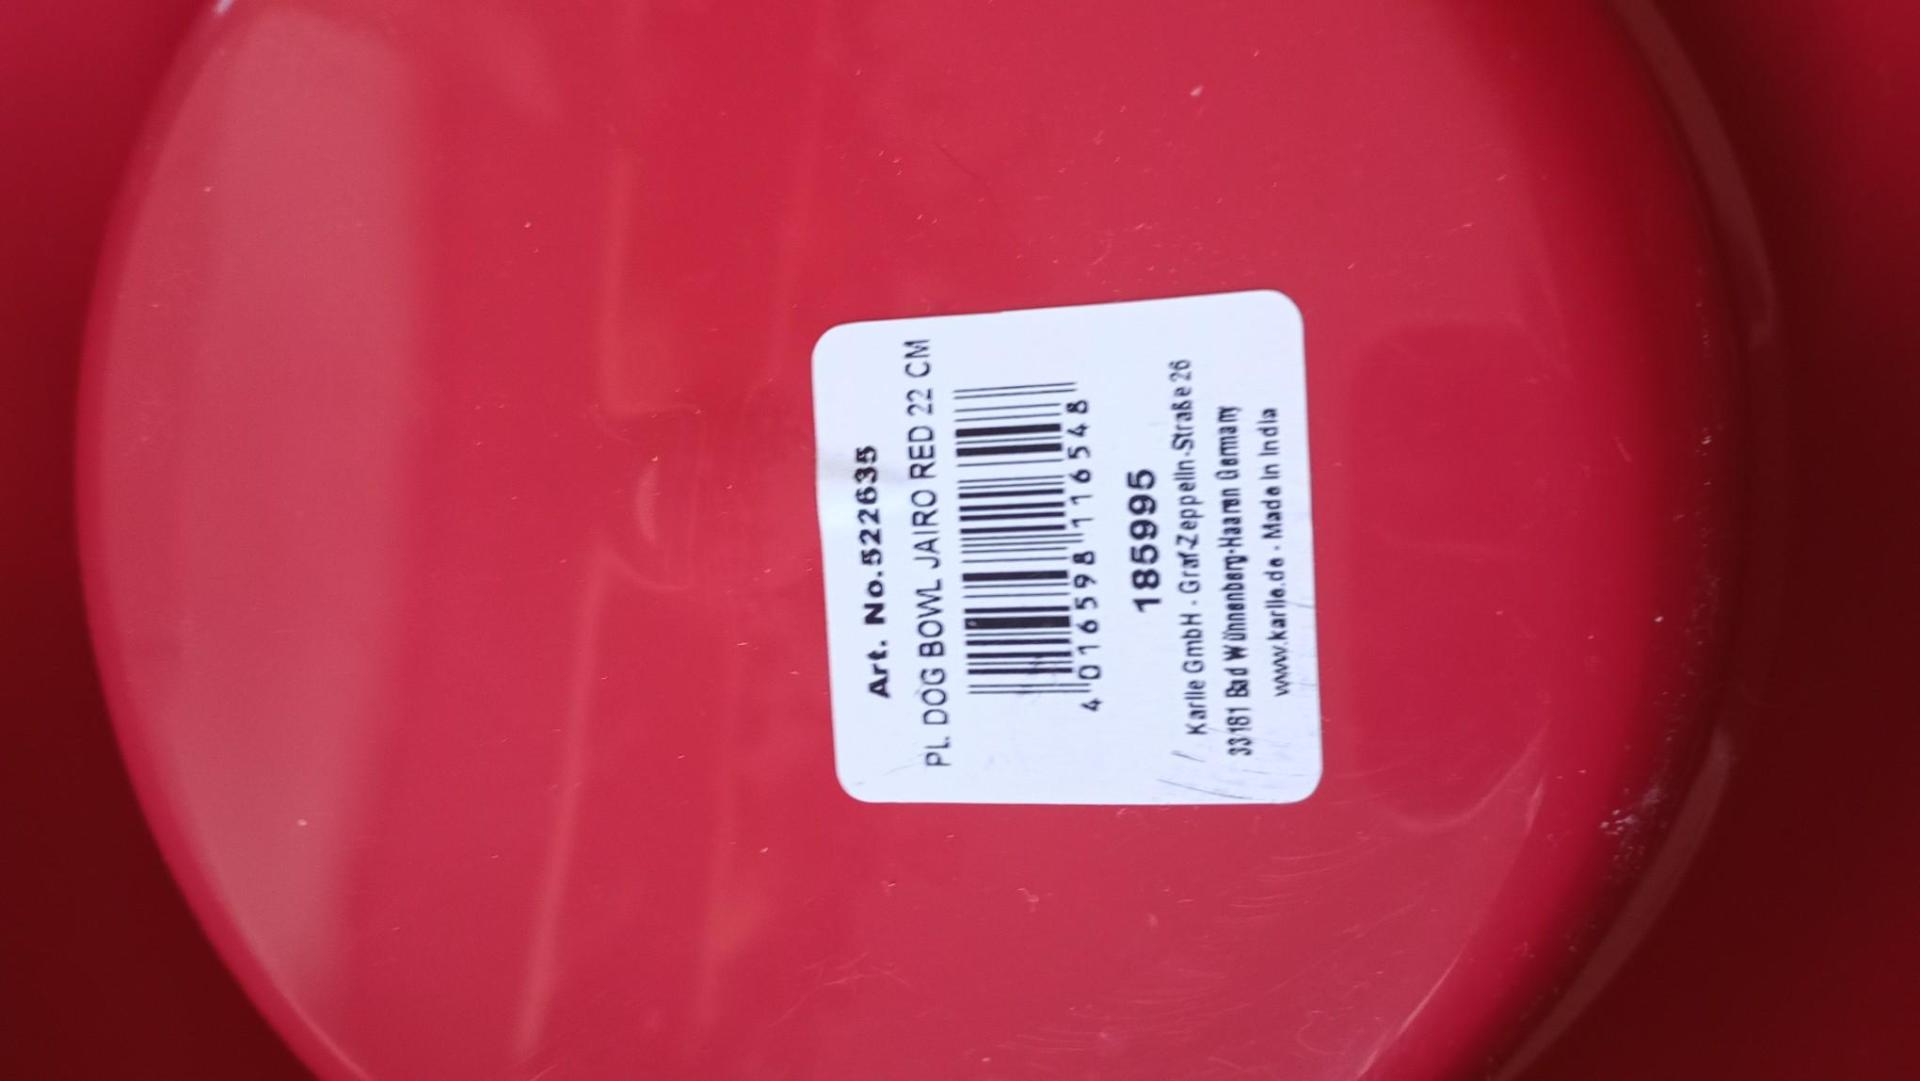 Art. No.522635
PL. DOG BOWL JAIRO RED 22 CM
4 016598 116548
185995
Karlie GmbH - Graf-Zeppelin-Straße 26
33181 Bad Wünnenberg-Haaren Germany
www.karlie.de - Made in India